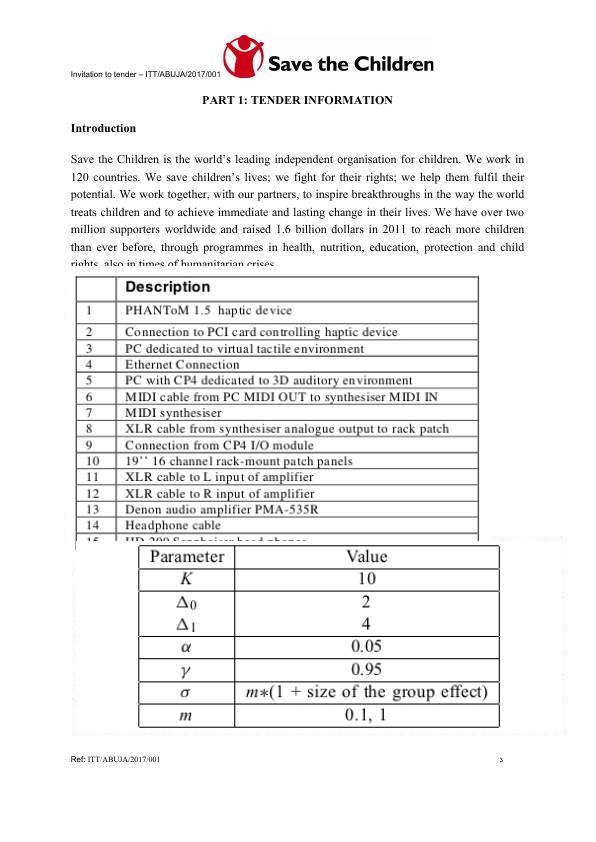 Save the Children
Invitation to tender – ITT/ABUJA/2017/001
PART 1: TENDER INFORMATION
Introduction
Save the Children is the world's leading independent organisation for children. We work in
120 countries. We save children's lives; we fight for their rights; we help them fulfil their
potential. We work together, with our partners, to inspire breakthroughs in the way the world
treats children and to achieve immediate and lasting change in their lives. We have over two
million supporters worldwide and raised 1.6 billion dollars in 2011 to reach more children
than ever before, through programmes in health, nutrition, education, protection and child
rights, also in times of humanitarian crises
Description
1 PHANToM 1.5 haptic device
2 Connection to PCI card controlling haptic device
3 PC dedicated to virtual tactile environment
4 Ethernet Connection
5 PC with CP4 dedicated to 3D auditory environment
6 MIDI cable from PC MIDI OUT to synthesiser MIDI IN
7 MIDI synthesiser
8 XLR cable from synthesiser analogue output to rack patch
9 Connection from CP4 I/O module
10 19’’ 16 channel rack-mount patch panels
11 XLR cable to L input of amplifier
12 XLR cable to R input of amplifier
13 Denon audio amplifier PMA-535R
14 Headphone cable
15 HD 200 Sennheiser head phones
Parameter Value
K 10
Δ0 2
Δ1 4
α 0.05
γ 0.95
σ m*(1 + size of the group effect)
m 0.1, 1
Ref: ITT/ABUJA/2017/001 3